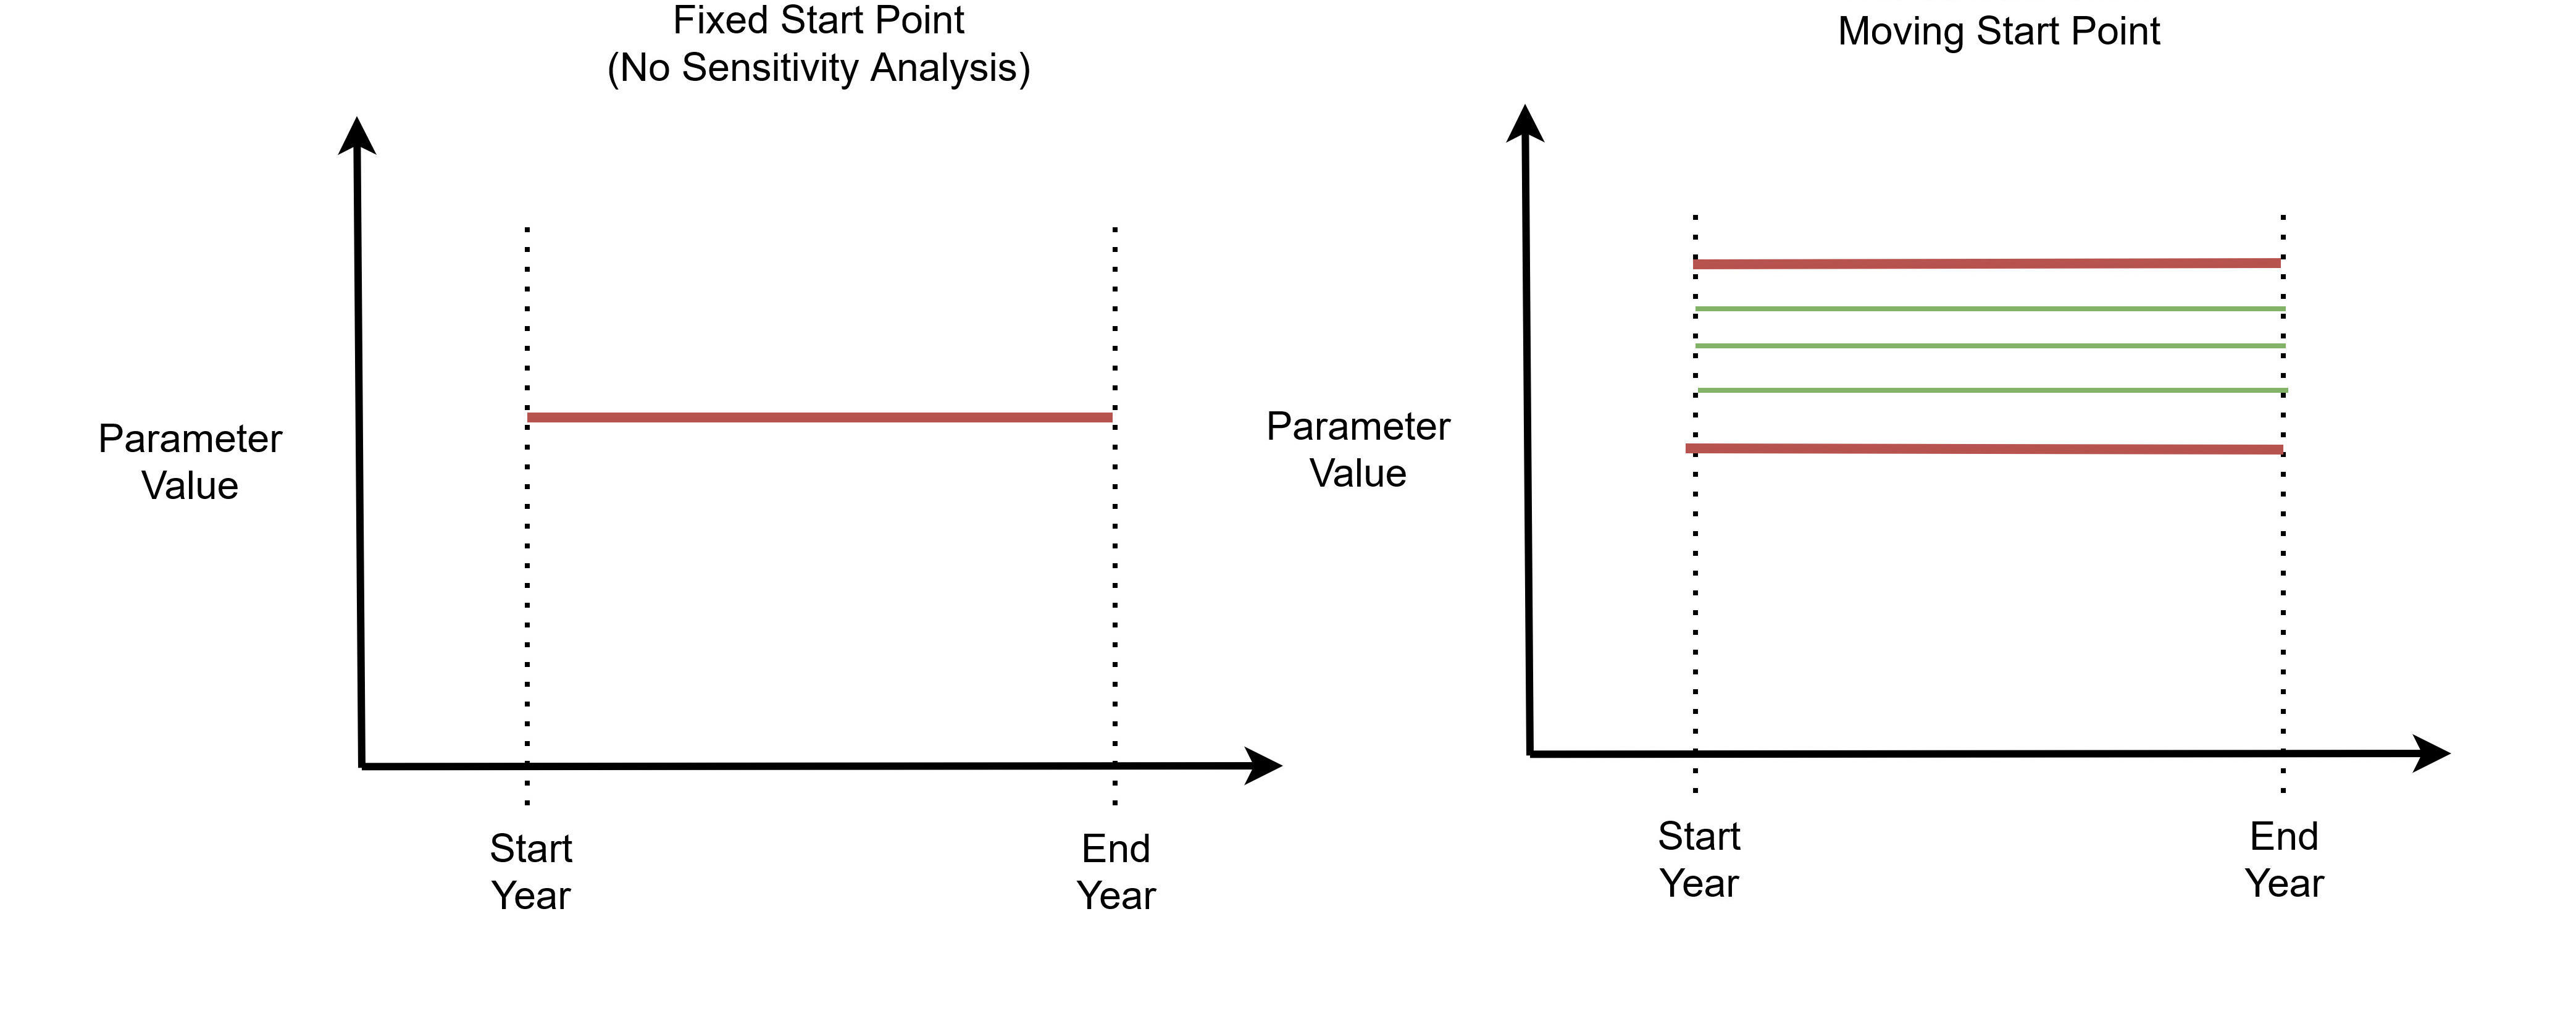 Fixed Start Point
(No Sensitivity Analysis)
Parameter
Value
Start
Year
End
Year
Moving Start Point
Parameter
Value
Start
Year
End
Year